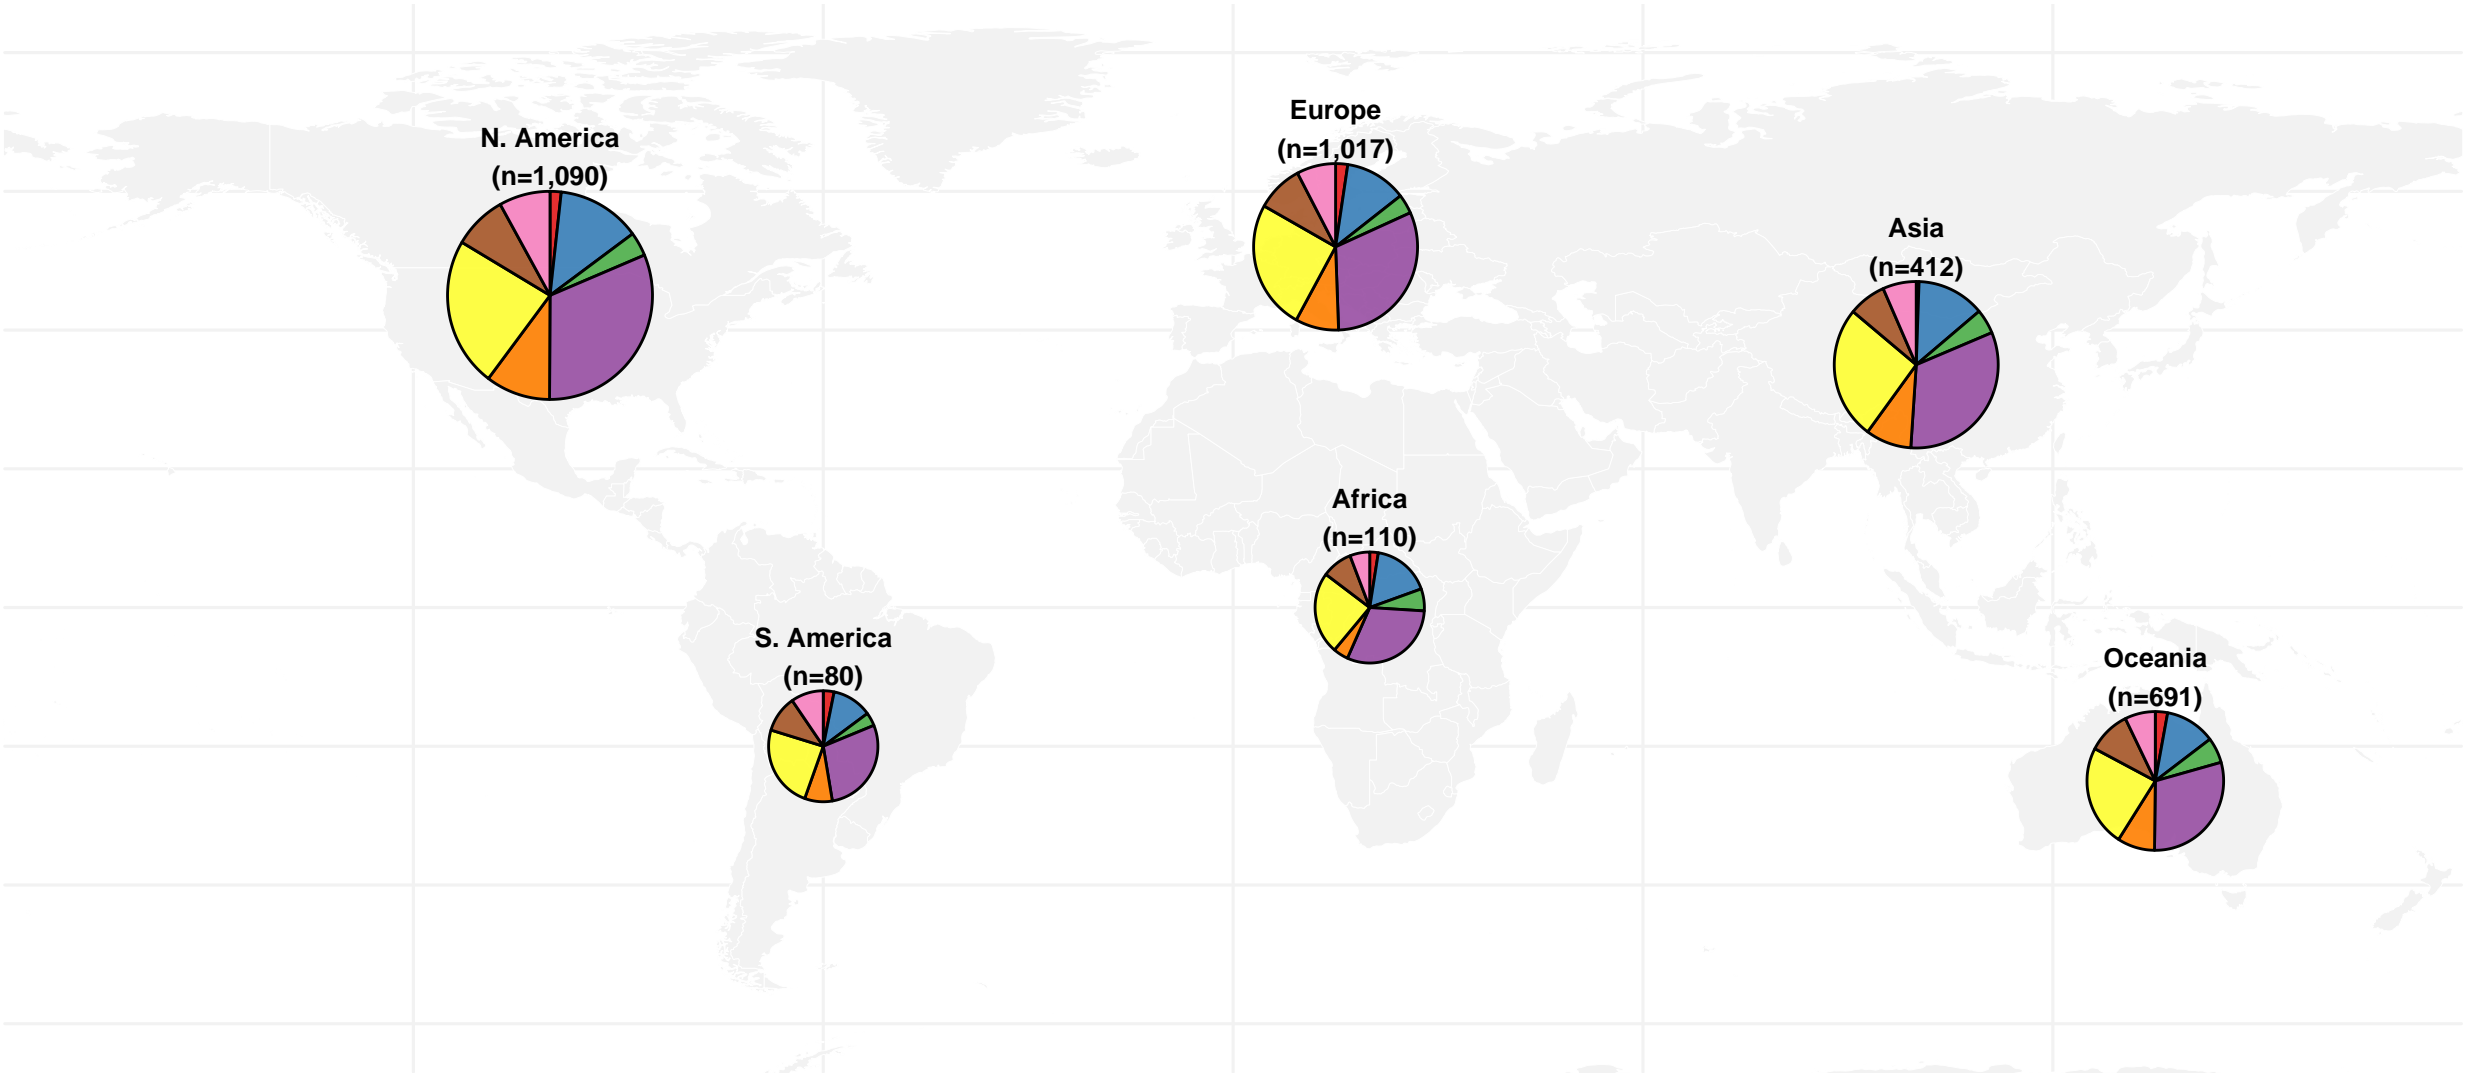 N. America
(n=1,090)
Europe
(n=1,017)
Asia
(n=412)
Africa
(n=110)
S. America
(n=80)
Oceania
(n=691)